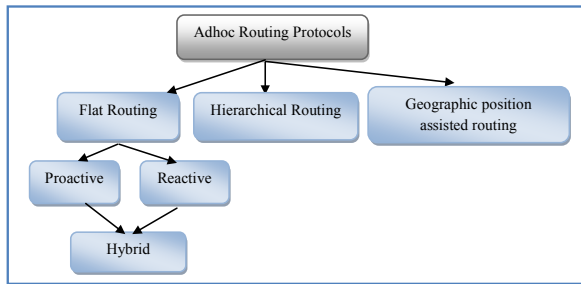 Adhoc Routing Protocols
Flat Routing
Hierarchical Routing
Geographic position
assisted routing
Proactive
Reactive
Hybrid